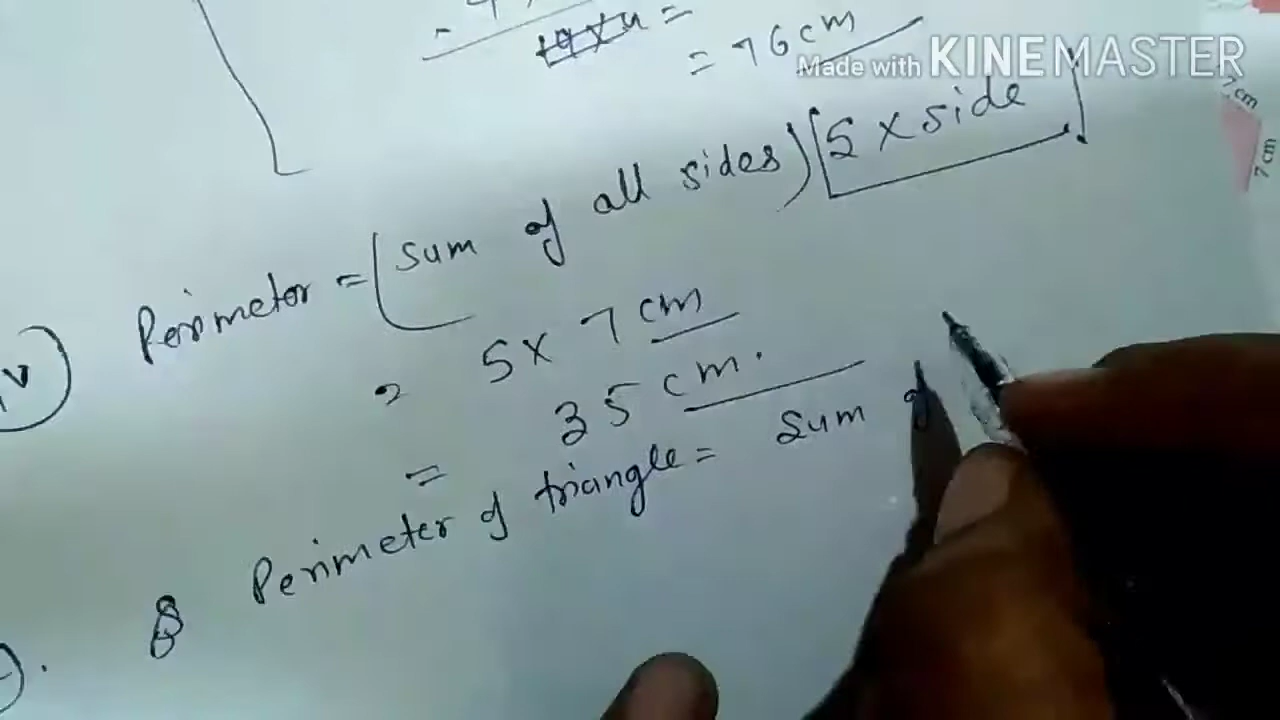 = 76 cm
Made with KINEMASTER
7 cm
7 cm
Perimeter = (sum of all sides) [5 x side]
= 5 x 7 cm
= 35 cm.
Perimeter of triangle = Sum of